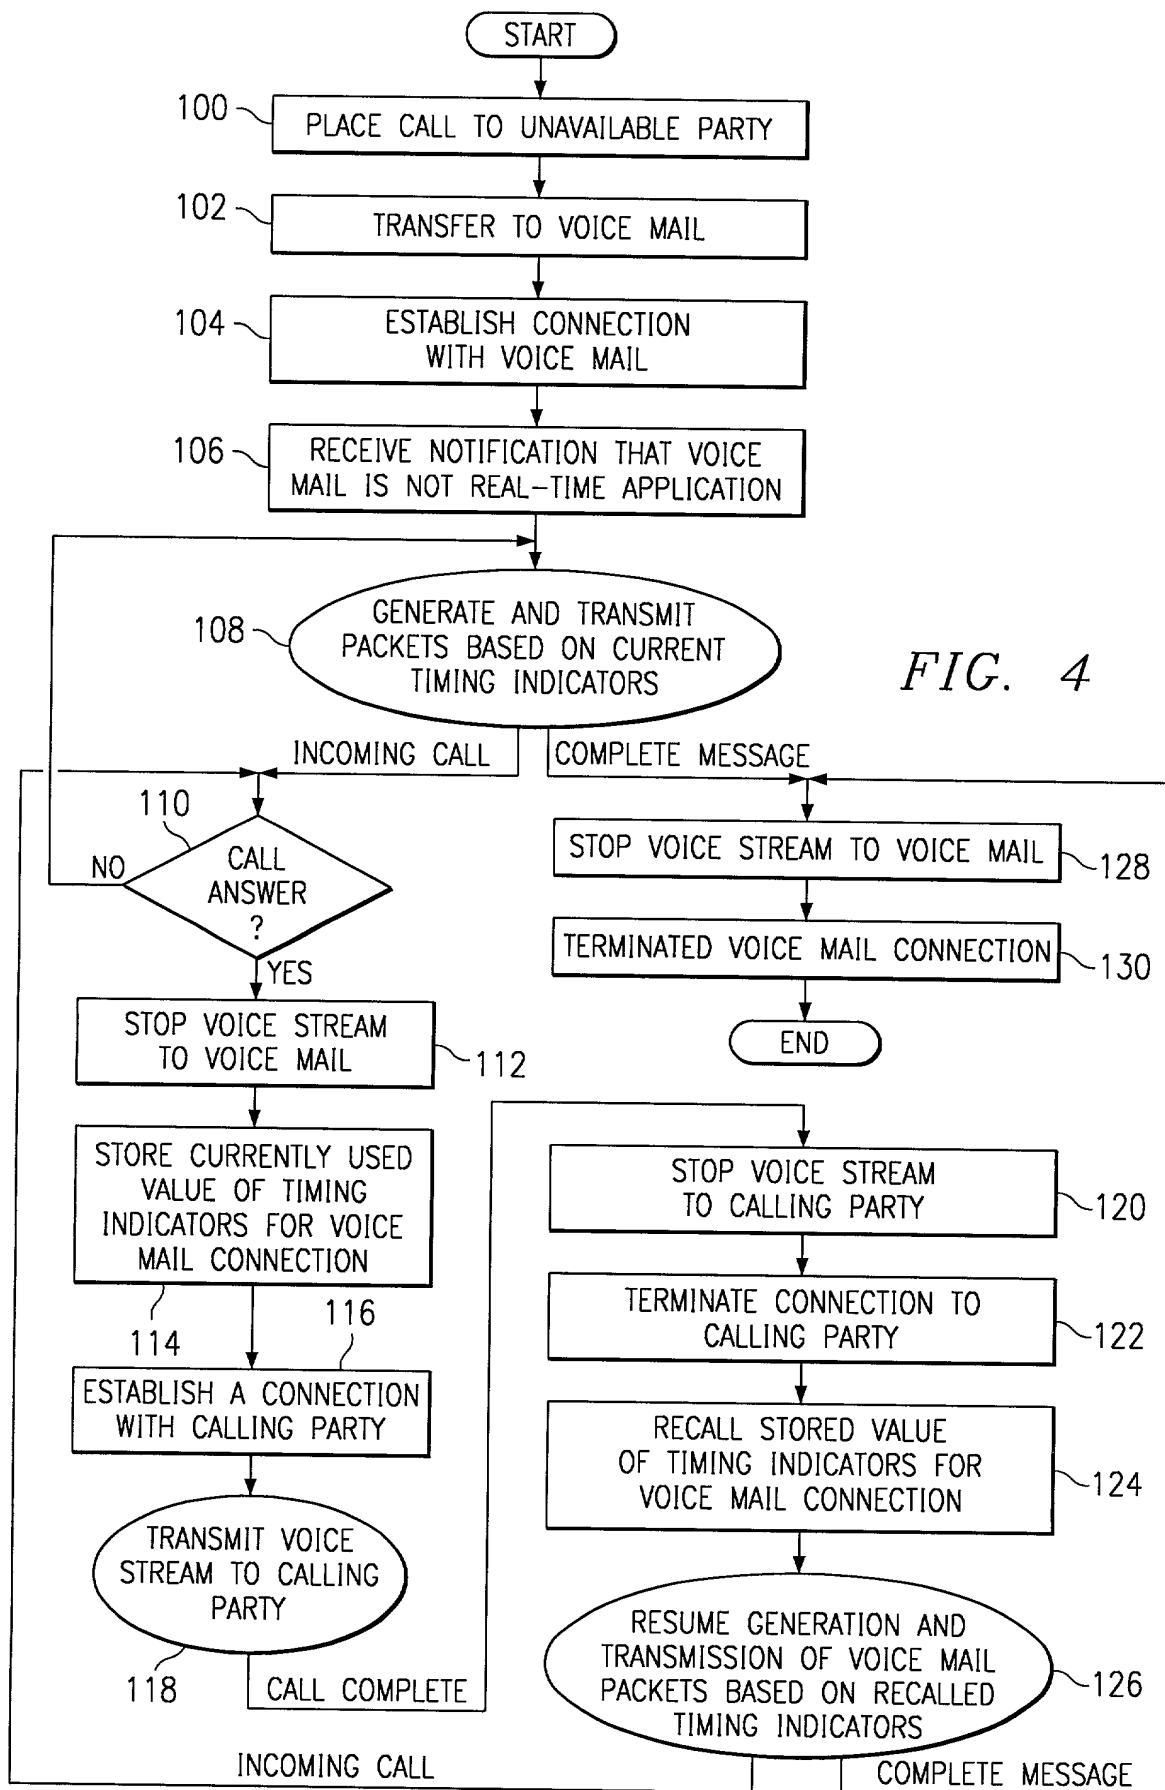 START
100
PLACE CALL TO UNAVAILABLE PARTY
102
TRANSFER TO VOICE MAIL
104
ESTABLISH CONNECTION
WITH VOICE MAIL
106
RECEIVE NOTIFICATION THAT VOICE
MAIL IS NOT REAL-TIME APPLICATION
108
GENERATE AND TRANSMIT
PACKETS BASED ON CURRENT
TIMING INDICATORS
FIG. 4
INCOMING CALL
COMPLETE MESSAGE
110
NO
CALL
ANSWER
?
YES
STOP VOICE STREAM TO VOICE MAIL
128
TERMINATED VOICE MAIL CONNECTION
130
END
STOP VOICE STREAM
TO VOICE MAIL
112
STORE CURRENTLY USED
VALUE OF TIMING
INDICATORS FOR VOICE
MAIL CONNECTION
114
116
ESTABLISH A CONNECTION
WITH CALLING PARTY
TRANSMIT VOICE
STREAM TO CALLING
PARTY
118
CALL COMPLETE
STOP VOICE STREAM
TO CALLING PARTY
120
TERMINATE CONNECTION TO
CALLING PARTY
122
RECALL STORED VALUE
OF TIMING INDICATORS FOR
VOICE MAIL CONNECTION
124
RESUME GENERATION AND
TRANSMISSION OF VOICE MAIL
PACKETS BASED ON RECALLED
TIMING INDICATORS
126
INCOMING CALL
COMPLETE MESSAGE